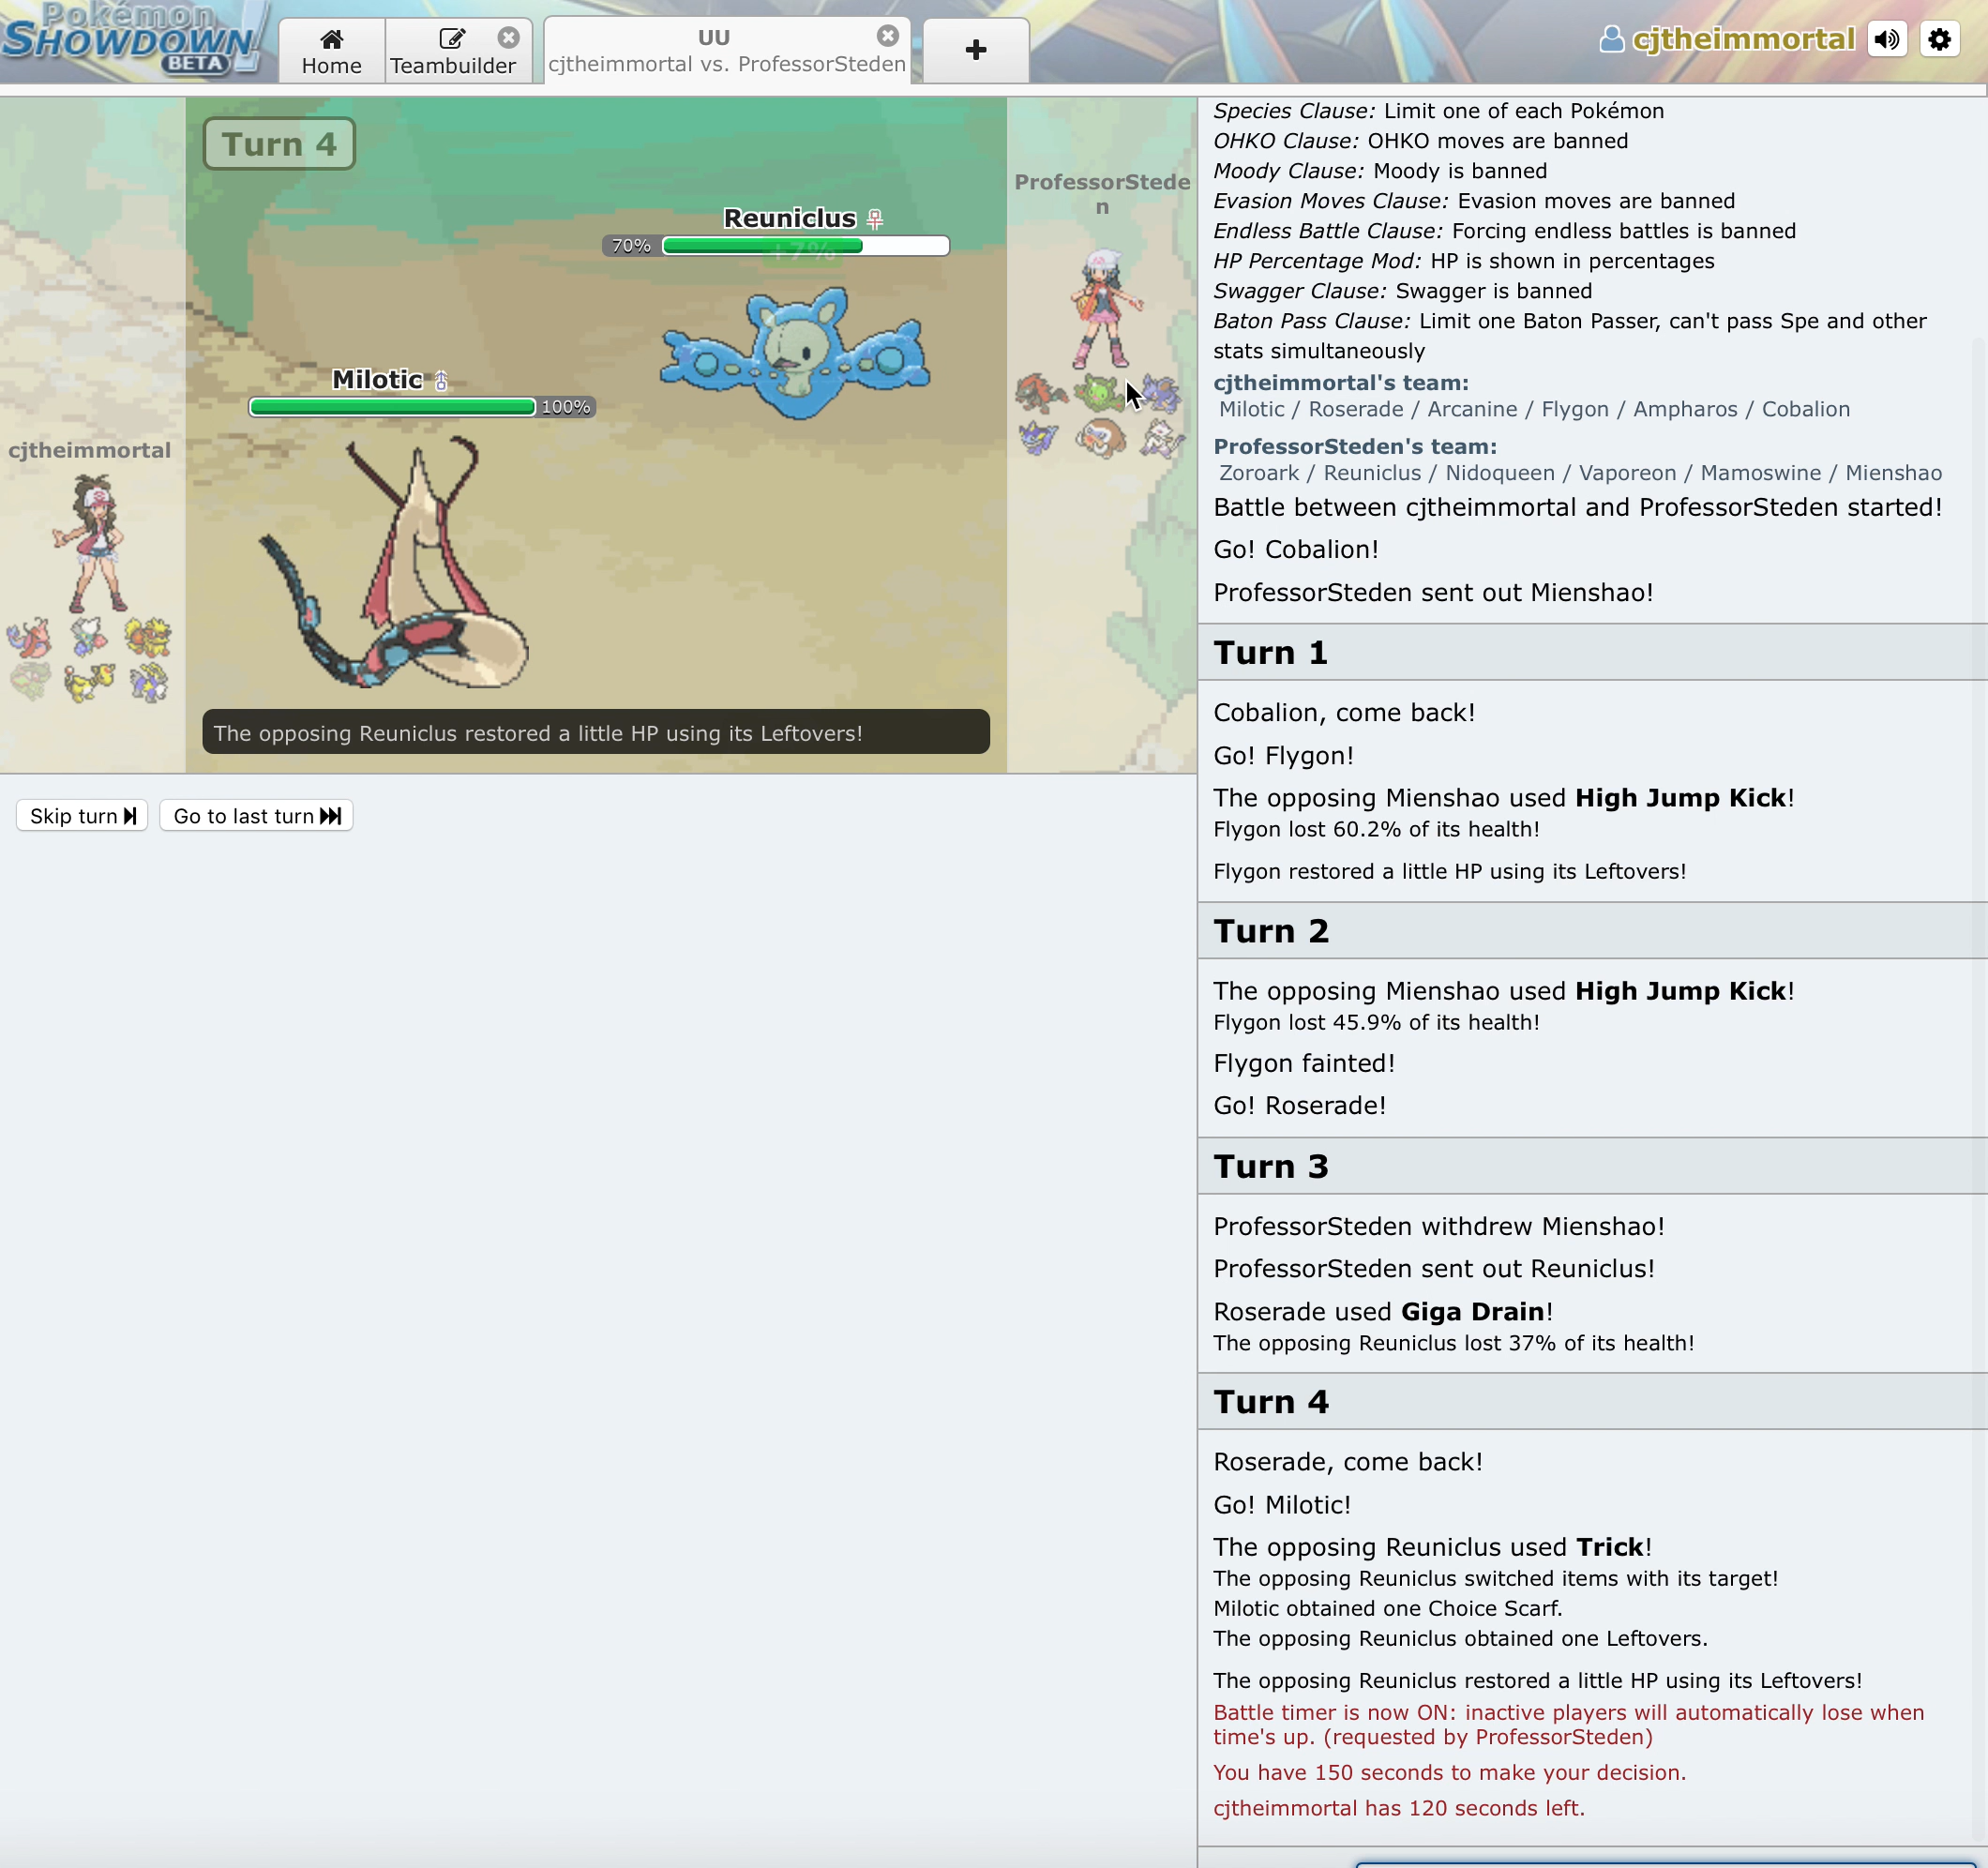 Pokémon
SHOWDOWN!
BETA
Home
Teambuilder
UU
cjtheimmortal vs. ProfessorSteden
cjtheimmortal
Turn 4
Reuniclus
70%
+7%
Milotic
100%
cjtheimmortal
ProfessorStede
n
The opposing Reuniclus restored a little HP using its Leftovers!
Skip turn
Go to last turn
Species Clause: Limit one of each Pokémon
OHKO Clause: OHKO moves are banned
Moody Clause: Moody is banned
Evasion Moves Clause: Evasion moves are banned
Endless Battle Clause: Forcing endless battles is banned
HP Percentage Mod: HP is shown in percentages
Swagger Clause: Swagger is banned
Baton Pass Clause: Limit one Baton Passer, can't pass Spe and other
stats simultaneously
cjtheimmortal's team:
Milotic / Roserade / Arcanine / Flygon / Ampharos / Cobalion
ProfessorSteden's team:
Zoroark / Reuniclus / Nidoqueen / Vaporeon / Mamoswine / Mienshao
Battle between cjtheimmortal and ProfessorSteden started!
Go! Cobalion!
ProfessorSteden sent out Mienshao!
Turn 1
Cobalion, come back!
Go! Flygon!
The opposing Mienshao used High Jump Kick!
Flygon lost 60.2% of its health!
Flygon restored a little HP using its Leftovers!
Turn 2
The opposing Mienshao used High Jump Kick!
Flygon lost 45.9% of its health!
Flygon fainted!
Go! Roserade!
Turn 3
ProfessorSteden withdrew Mienshao!
ProfessorSteden sent out Reuniclus!
Roserade used Giga Drain!
The opposing Reuniclus lost 37% of its health!
Turn 4
Roserade, come back!
Go! Milotic!
The opposing Reuniclus used Trick!
The opposing Reuniclus switched items with its target!
Milotic obtained one Choice Scarf.
The opposing Reuniclus obtained one Leftovers.
The opposing Reuniclus restored a little HP using its Leftovers!
Battle timer is now ON: inactive players will automatically lose when
time's up. (requested by ProfessorSteden)
You have 150 seconds to make your decision.
cjtheimmortal has 120 seconds left.